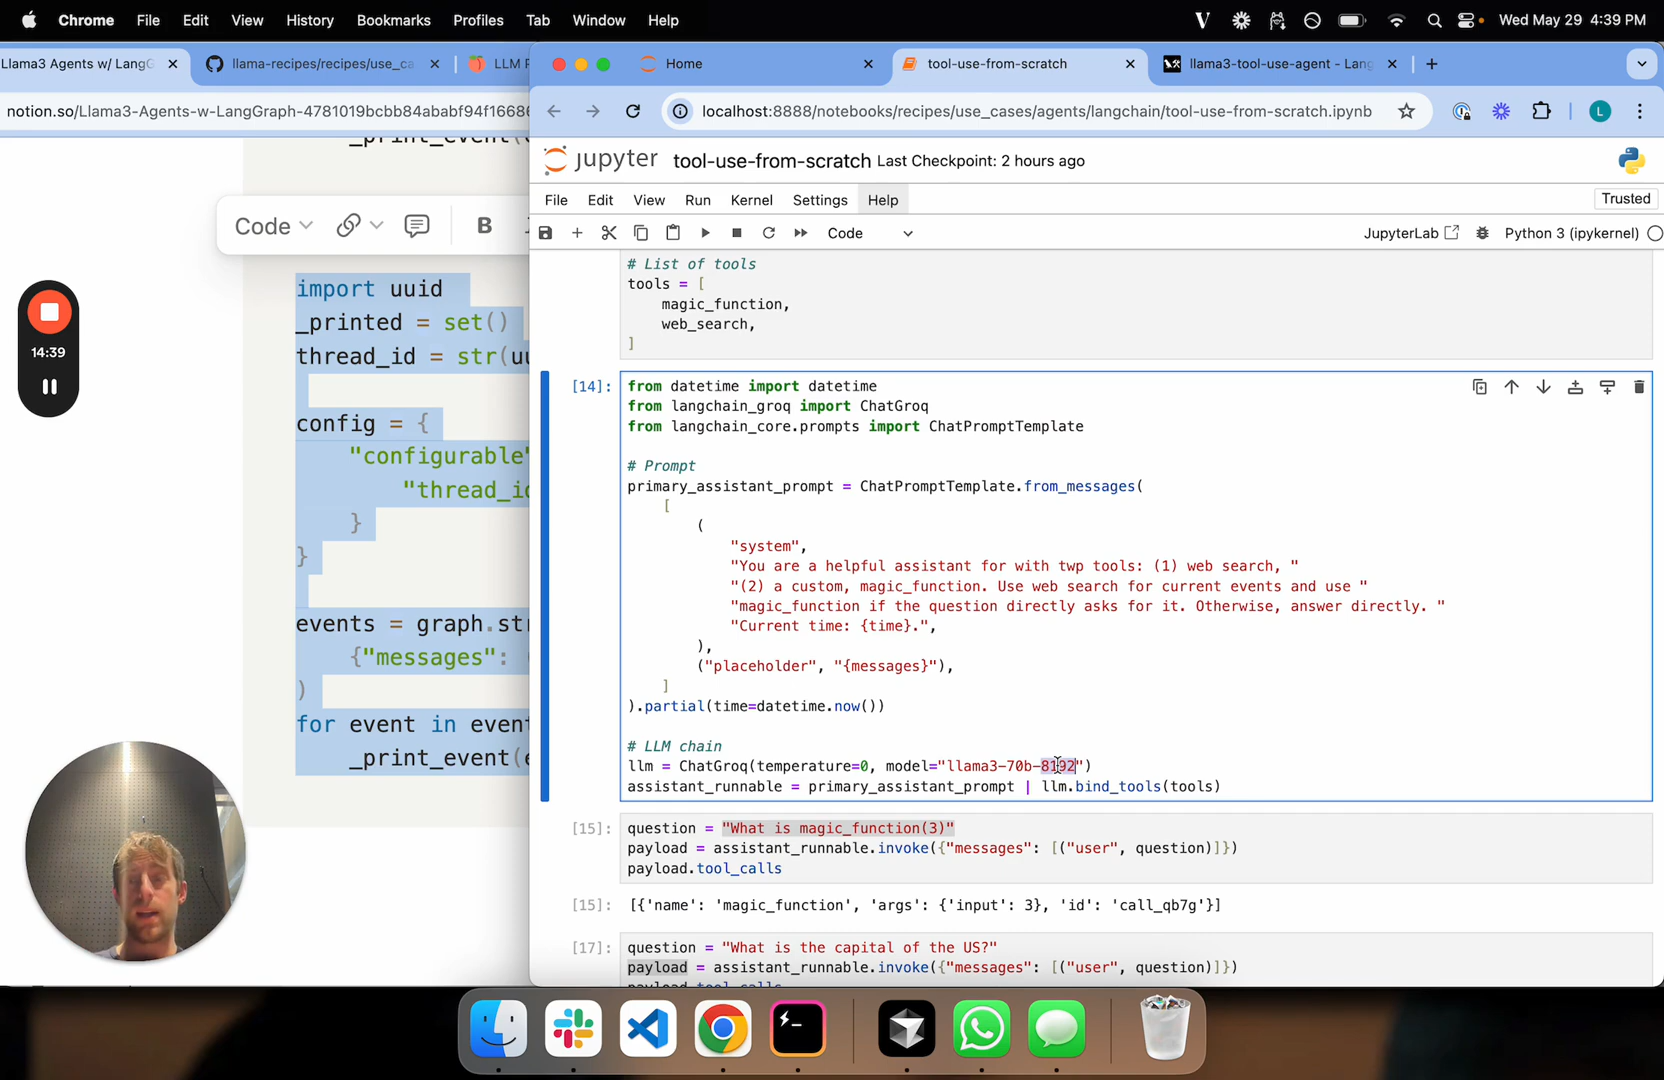 Chrome File Edit View History Bookmarks Profiles Tab Window Help
Wed May 29 4:39 PM
Llama3 Agents w/ LangG
llama-recipes/recipes/use_ca
Home
tool-use-from-scratch
llama3-tool-use-agent - Lang
notion.so/Llama3-Agents-w-LangGraph-4781019bcbb84ababf94f16686
localhost:8888/notebooks/recipes/use_cases/agents/langchain/tool-use-from-scratch.ipynb
L
jupyter tool-use-from-scratch Last Checkpoint: 2 hours ago
File Edit View Run Kernel Settings Help
Trusted
Code
JupyterLab
Python 3 (ipykernel)
Code
B
14:39
import uuid
_printed = set()
thread_id = str(uu
config = {
"configurable"
"thread_id
}
}
events = graph.str
{"messages": (
)
for event in event
_print_event(e
# List of tools
tools = [
magic_function,
web_search,
]
[14]:
from datetime import datetime
from langchain_groq import ChatGroq
from langchain_core.prompts import ChatPromptTemplate
# Prompt
primary_assistant_prompt = ChatPromptTemplate.from_messages(
[
(
"system",
"You are a helpful assistant for with twp tools: (1) web search, "
"(2) a custom, magic_function. Use web search for current events and use "
"magic_function if the question directly asks for it. Otherwise, answer directly. "
"Current time: {time}.",
),
("placeholder", "{messages}"),
]
).partial(time=datetime.now())
# LLM chain
llm = ChatGroq(temperature=0, model="llama3-70b-8192")
assistant_runnable = primary_assistant_prompt | llm.bind_tools(tools)
[15]:
question = "What is magic_function(3)"
payload = assistant_runnable.invoke({"messages": [("user", question)]})
payload.tool_calls
[15]: [{'name': 'magic_function', 'args': {'input': 3}, 'id': 'call_qb7g'}]
[17]:
question = "What is the capital of the US?"
payload = assistant_runnable.invoke({"messages": [("user", question)]})